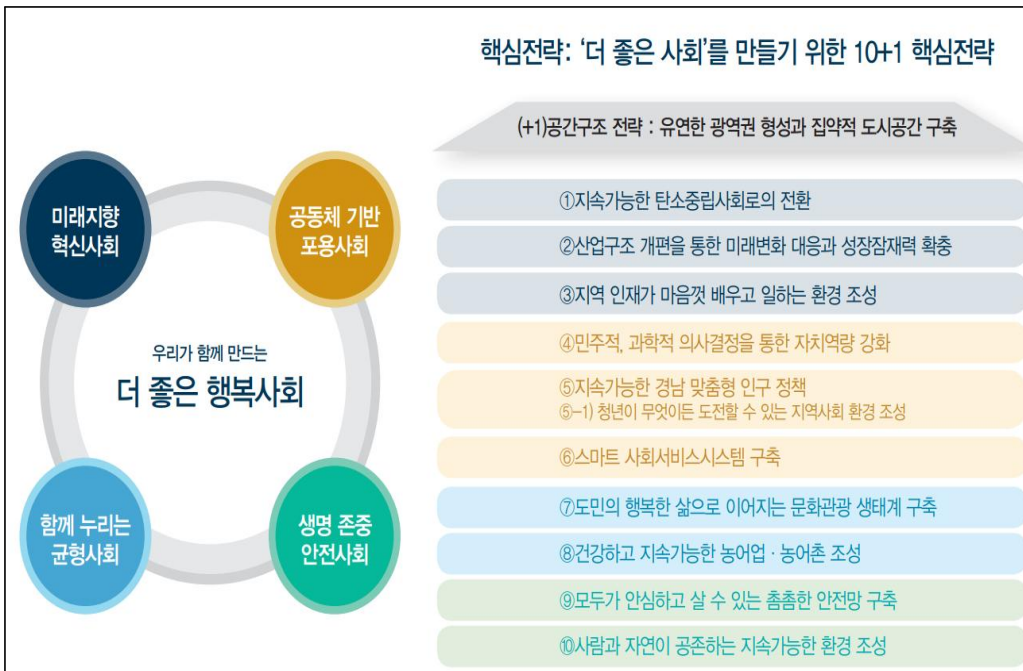 핵심전략: '더 좋은 사회'를 만들기 위한 10+1 핵심전략
(+1)공간구조 전략 : 유연한 광역권 형성과 집약적 도시공간 구축
미래지향
혁신사회
공동체 기반
포용사회
우리가 함께 만드는
더 좋은 행복사회
함께 누리는
균형사회
생명 존중
안전사회
①지속가능한 탄소중립사회로의 전환
②산업구조 개편을 통한 미래변화 대응과 성장잠재력 확충
③지역 인재가 마음껏 배우고 일하는 환경 조성
④민주적, 과학적 의사결정을 통한 자치역량 강화
⑤지속가능한 경남 맞춤형 인구 정책
⑤-1) 청년이 무엇이든 도전할 수 있는 지역사회 환경 조성
⑥스마트 사회서비스시스템 구축
⑦도민의 행복한 삶으로 이어지는 문화관광 생태계 구축
⑧건강하고 지속가능한 농어업 · 농어촌 조성
⑨모두가 안심하고 살 수 있는 촘촘한 안전망 구축
⑩사람과 자연이 공존하는 지속가능한 환경 조성